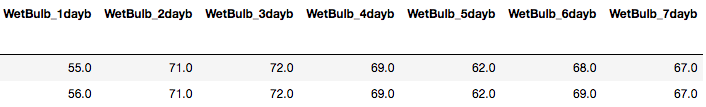 WetBulb_1dayb WetBulb_2dayb WetBulb_3dayb WetBulb_4dayb WetBulb_5dayb WetBulb_6dayb WetBulb_7dayb
55.0 71.0 72.0 69.0 62.0 68.0 67.0
56.0 71.0 72.0 69.0 62.0 69.0 67.0